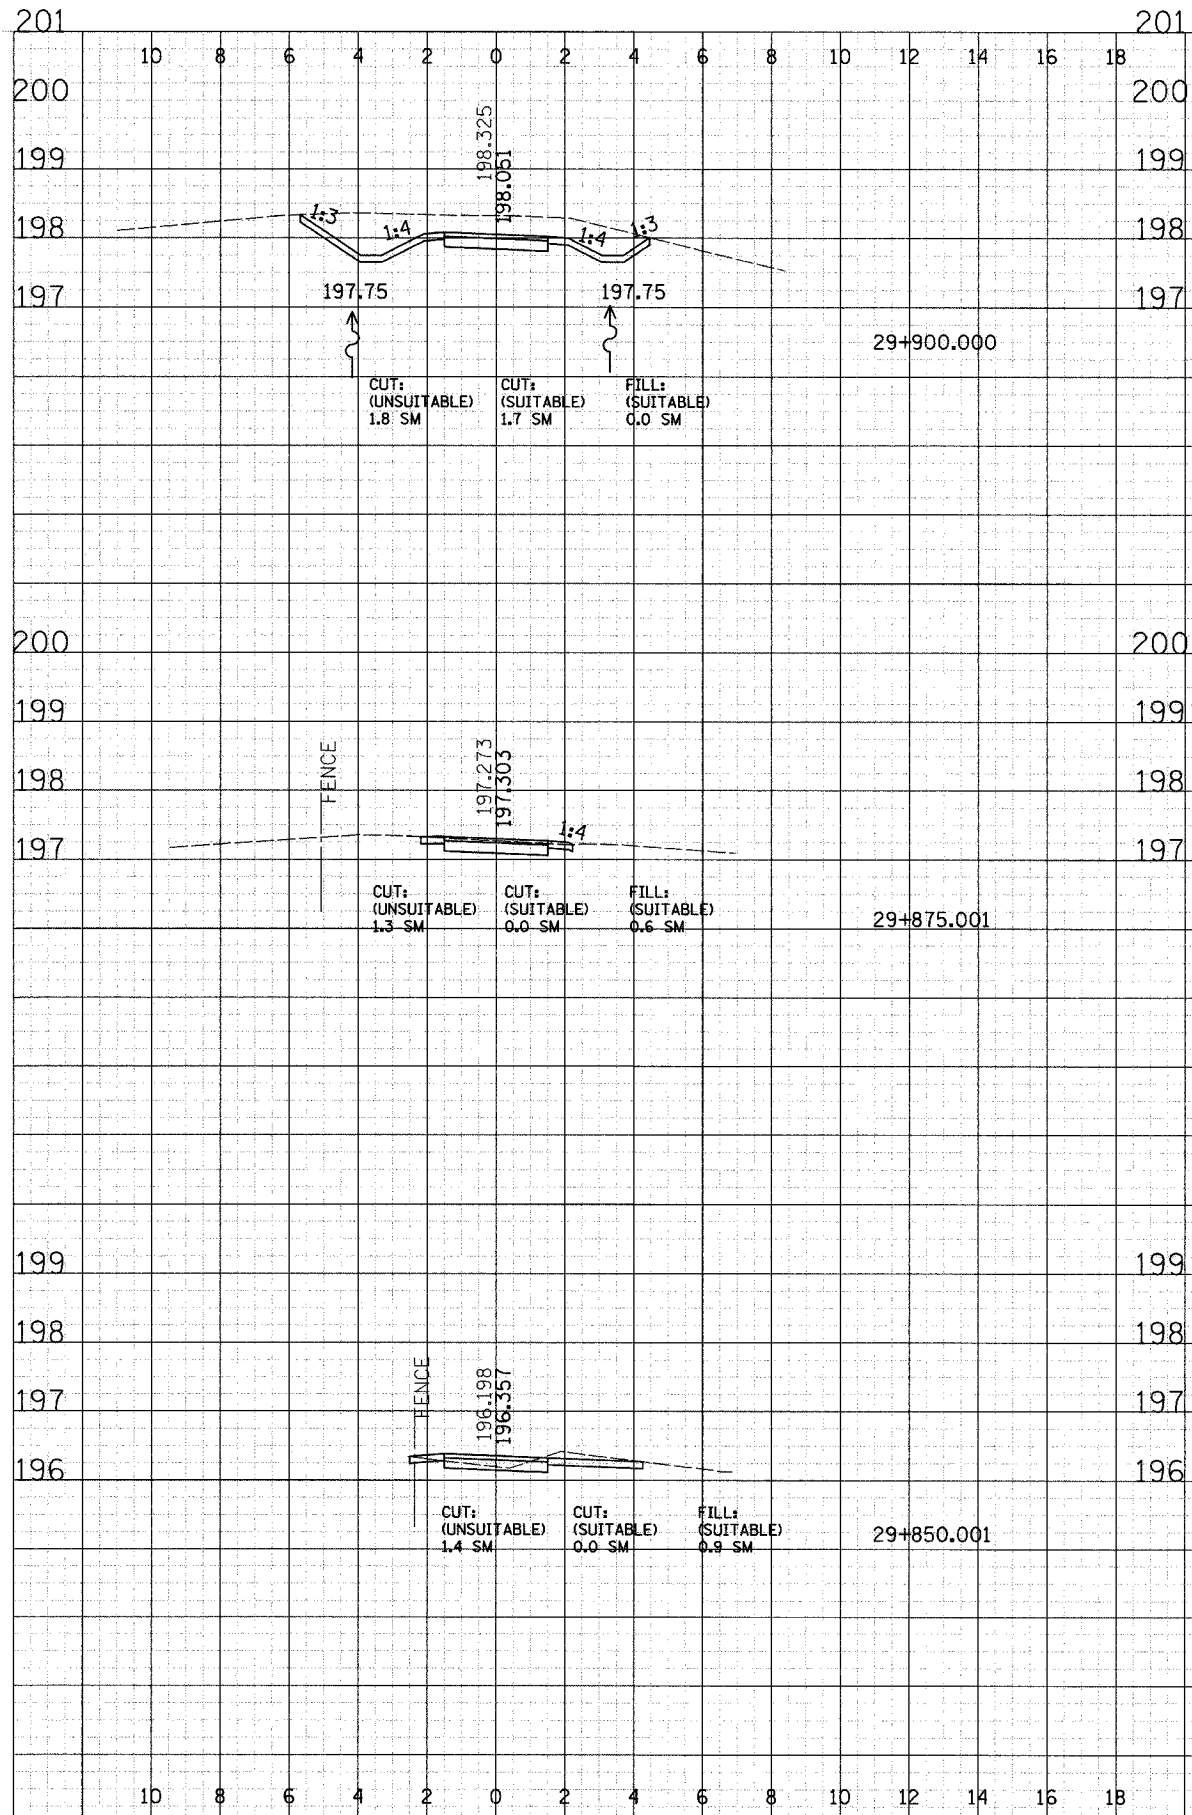 201 201
10 8 6 4 2 0 2 4 6 8 10 12 14 16 18
200 200
198.325
198.051
199 199
1:3 1:4 1:4 1:3
198 198
197.75 197.75
197 197
29+900.000
CUT: CUT: FILL:
(UNSUITABLE) (SUITABLE) (SUITABLE)
1.8 SM 1.7 SM 0.0 SM
200 200
199 199
FENCE
197.273
197.303
198 198
1:4
197 197
CUT: CUT: FILL:
(UNSUITABLE) (SUITABLE) (SUITABLE)
1.3 SM 0.0 SM 0.6 SM
29+875.001
199 199
198 198
FENCE
196.198
196.357
197 197
196 196
CUT: CUT: FILL:
(UNSUITABLE) (SUITABLE) (SUITABLE)
1.4 SM 0.0 SM 0.9 SM
29+850.001
10 8 6 4 2 0 2 4 6 8 10 12 14 16 18